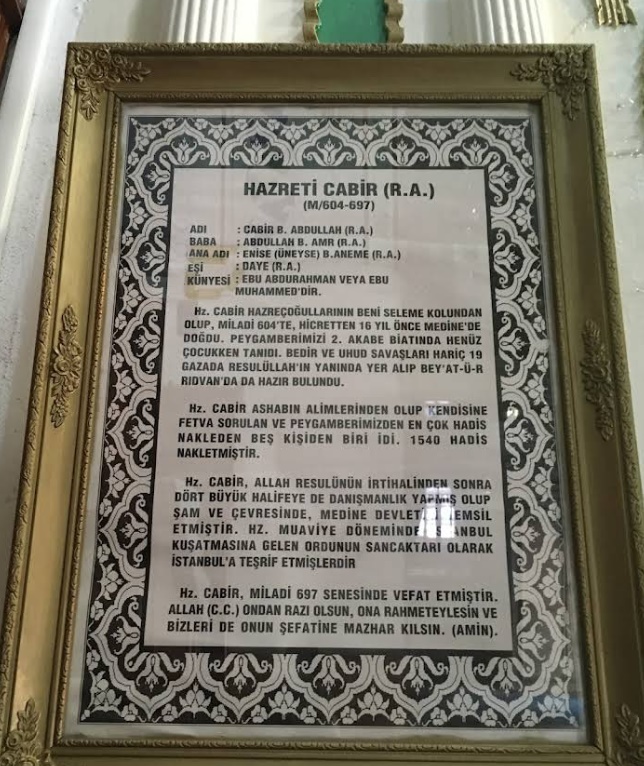 HAZRETİ CABİR (R.A.)
(M/604-697)
ADI : CABİR B. ABDULLAH (R.A.)
BABA : ABDULLAH B. AMR (R.A.)
ANA ADI : ENİSE (ÜNEYSE) B.ANEME (R.A.)
EŞİ : DAYE (R.A.)
KÜNYESİ : EBU ABDURAHMAN VEYA EBU
MUHAMMED'DİR.
Hz. CABİR HAZREÇOĞULLARININ BENİ SELEME KOLUNDAN
OLUP, MİLADİ 604'TE, HİCRETTEN 16 YIL ÖNCE MEDİNE'DE
DOĞDU. PEYGAMBERİMİZİ 2. AKABE BİATINDA HENÜZ
ÇOCUKKEN TANIDI. BEDİR VE UHUD SAVAŞLARI HARİÇ 19
GAZADA RESULÜLLAH'IN YANINDA YER ALIP BEY'AT-Ü-R
RIDVAN'DA DA HAZIR BULUNDU.
Hz. CABİR ASHABIN ALİMLERİNDEN OLUP KENDİSİNE
FETVA SORULAN VE PEYGAMBERİMİZDEN EN ÇOK HADİS
NAKLEDEN BEŞ KİŞİDEN BİRİ İDİ. 1540 HADİS
NAKLETMİŞTİR.
Hz. CABİR, ALLAH RESULÜNÜN İRTİHALİNDEN SONRA
DÖRT BÜYÜK HALİFEYE DE DANIŞMANLIK YAPMIŞ OLUP
ŞAM VE ÇEVRESİNDE, MEDİNE TEMSİL
ETMİŞTİR. HZ. MUAVİYE DÖNEMİNDE İSTANBUL
KUŞATMASINA GELEN ORDUNUN SANCAKTARI OLARAK
İSTANBUL'A TEŞRİF ETMİŞLERDİR
Hz. CABİR, MİLADİ 697 SENESİNDE VEFAT ETMİŞTİR.
ALLAH (C.C.) ONDAN RAZI OLSUN, ONA RAHMETEYLESİN VE
BİZLERİ DE ONUN ŞEFATİNE MAZHAR KILSIN. (AMİN).